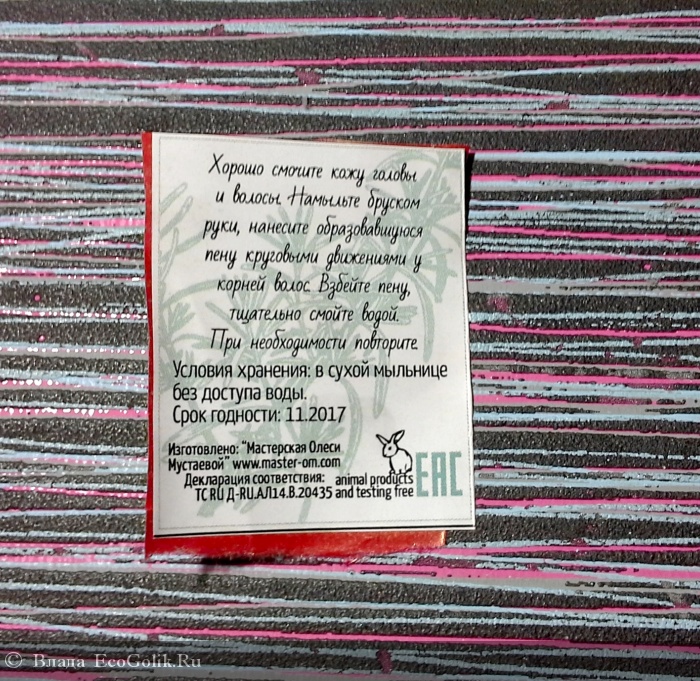 Хорошо смочите кожу головы
и волосы. Намыльте бруском
руки, нанесите образовавшуюся
пену круговыми движениями у
корней волос. Взбейте пену,
тщательно смойте водой.
При необходимости повторите
Условия хранения: в сухой мыльнице
без доступа воды.
Срок годности: 11.2017
Изготовлено: "Мастерская Олеси
Мустаевой" www.master-om.com
Декларация соответствия:
ТС RU Д-RU.АЛ14.В.20435
animal products
and testing free
ЕАС
© Влада EcoGolik.Ru